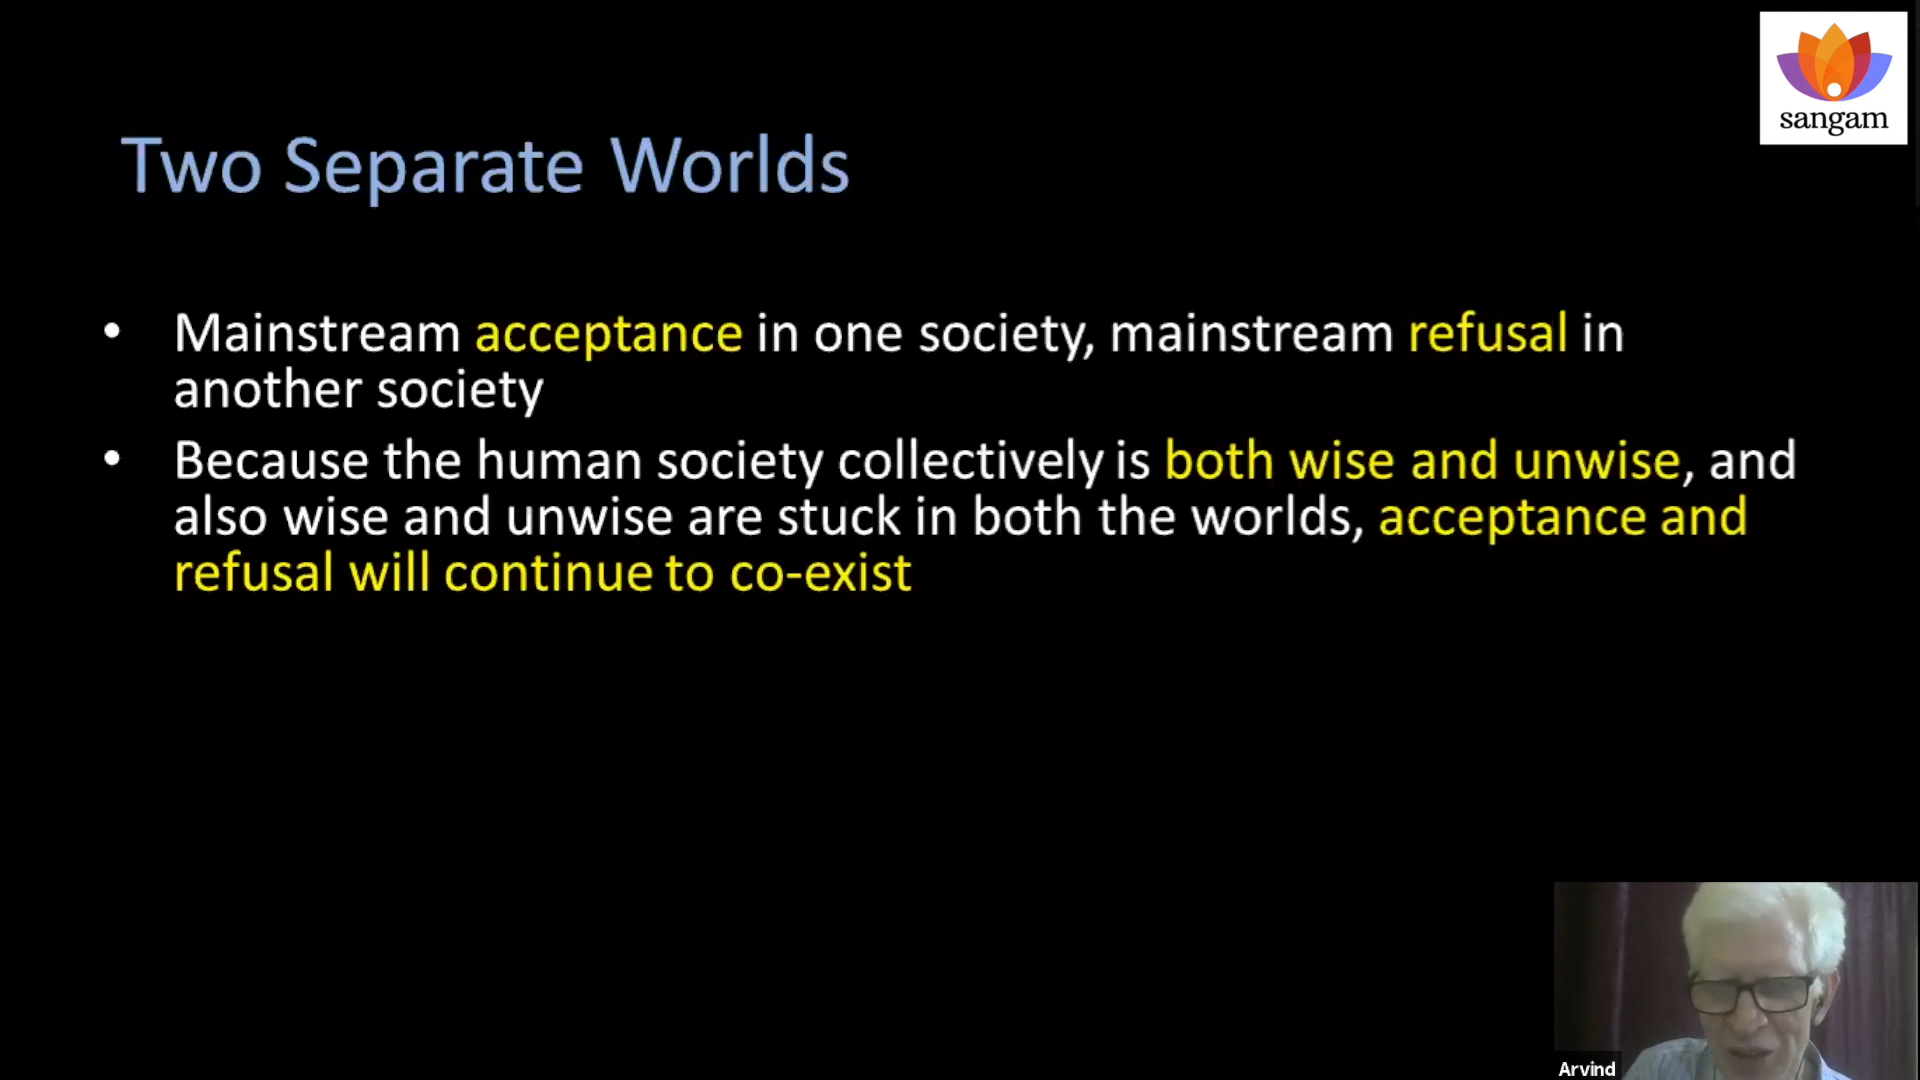 sangam
Two Separate Worlds
• Mainstream acceptance in one society, mainstream refusal in
another society
• Because the human society collectively is both wise and unwise, and
also wise and unwise are stuck in both the worlds, acceptance and
refusal will continue to co-exist
Arvind